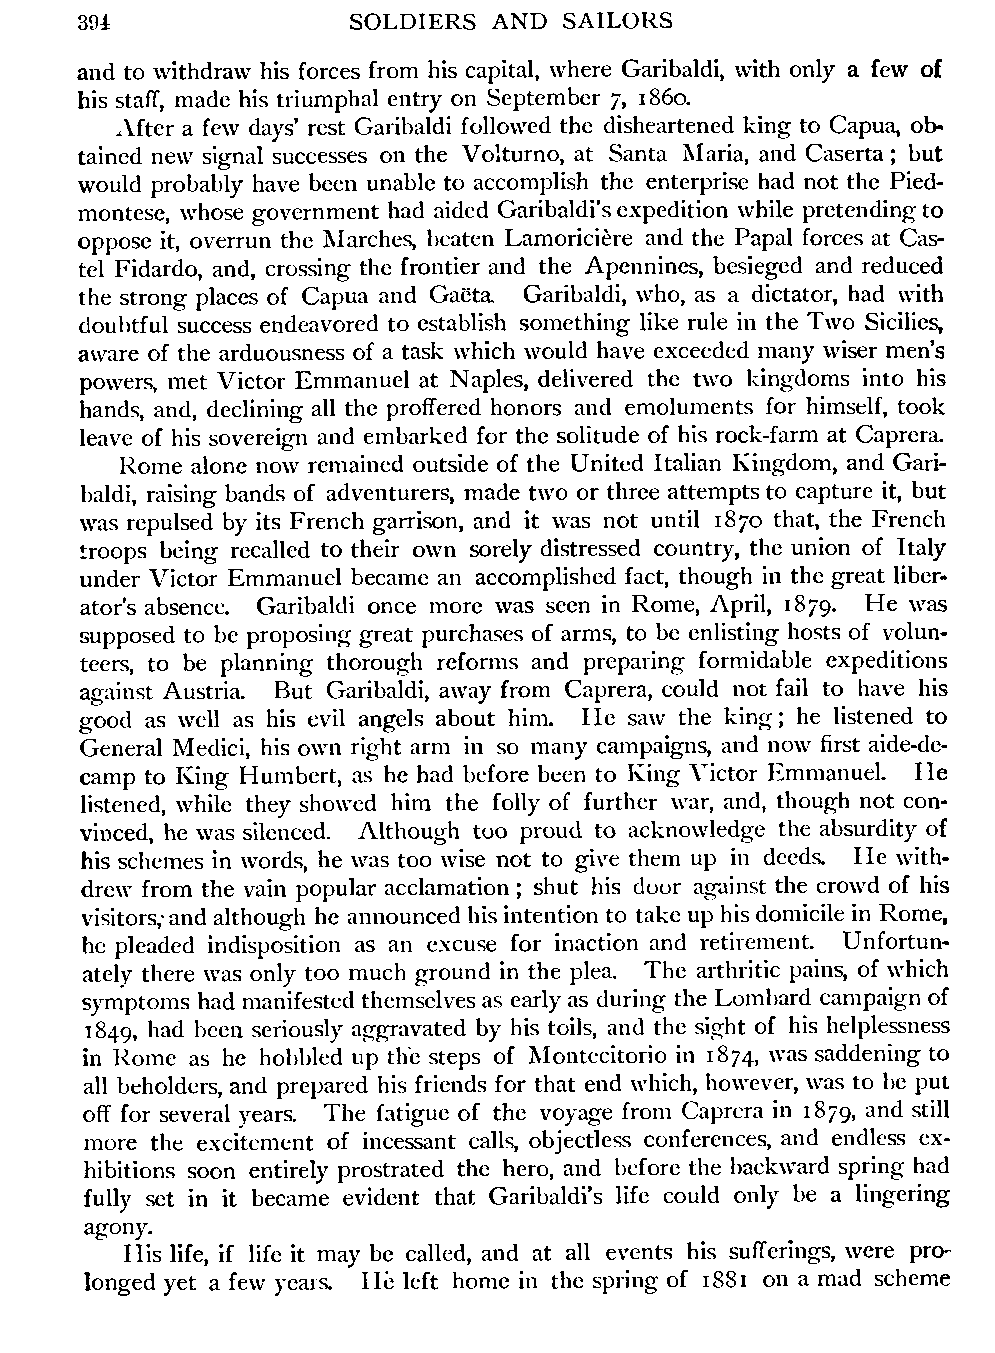 394 SOLDIERS AND SAILORS
and to withdraw his forces from his capital, where Garibaldi, with only a few of
his staff, made his triumphal entry on September 7, 1860.
After a few days' rest Garibaldi followed the disheartened king to Capua, ob-
tained new signal successes on the Volturno, at Santa Maria, and Caserta; but
would probably have been unable to accomplish the enterprise had not the Pied-
montese, whose government had aided Garibaldi's expedition while pretending to
oppose it, overrun the Marches, beaten Lamoricière and the Papal forces at Cas-
tel Fidardo, and, crossing the frontier and the Apennines, besieged and reduced
the strong places of Capua and Gaëta. Garibaldi, who, as a dictator, had with
doubtful success endeavored to establish something like rule in the Two Sicilies,
aware of the arduousness of a task which would have exceeded many wiser men's
powers, met Victor Emmanuel at Naples, delivered the two kingdoms into his
hands, and, declining all the proffered honors and emoluments for himself, took
leave of his sovereign and embarked for the solitude of his rock-farm at Caprera.
Rome alone now remained outside of the United Italian Kingdom, and Gari-
baldi, raising bands of adventurers, made two or three attempts to capture it, but
was repulsed by its French garrison, and it was not until 1870 that, the French
troops being recalled to their own sorely distressed country, the union of Italy
under Victor Emmanuel became an accomplished fact, though in the great liber-
ator's absence. Garibaldi once more was seen in Rome, April, 1879. He was
supposed to be proposing great purchases of arms, to be enlisting hosts of volun-
teers, to be planning thorough reforms and preparing formidable expeditions
against Austria. But Garibaldi, away from Caprera, could not fail to have his
good as well as his evil angels about him. He saw the king; he listened to
General Medici, his own right arm in so many campaigns, and now first aide-de-
camp to King Humbert, as he had before been to King Victor Emmanuel. He
listened, while they showed him the folly of further war, and, though not con-
vinced, he was silenced. Although too proud to acknowledge the absurdity of
his schemes in words, he was too wise not to give them up in deeds. He with-
drew from the vain popular acclamation; shut his door against the crowd of his
visitors; and although he announced his intention to take up his domicile in Rome,
he pleaded indisposition as an excuse for inaction and retirement. Unfortun-
ately there was only too much ground in the plea. The arthritic pains, of which
symptoms had manifested themselves as early as during the Lombard campaign of
1849, had been seriously aggravated by his toils, and the sight of his helplessness
in Rome as he hobbled up the steps of Montecitorio in 1874, was saddening to
all beholders, and prepared his friends for that end which, however, was to be put
off for several years. The fatigue of the voyage from Caprera in 1879, and still
more the excitement of incessant calls, objectless conferences, and endless ex-
hibitions soon entirely prostrated the hero, and before the backward spring had
fully set in it became evident that Garibaldi's life could only be a lingering
agony.
His life, if life it may be called, and at all events his sufferings, were pro-
longed yet a few years. He left home in the spring of 1881 on a mad scheme